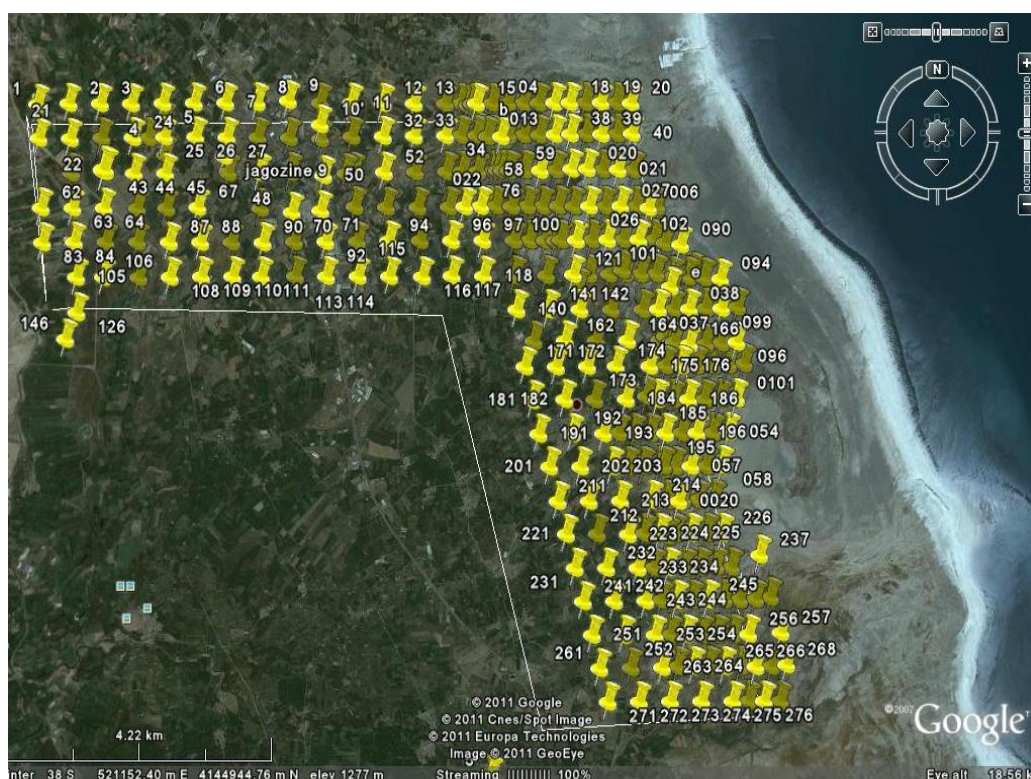 1 2 3 6 7 8 9 10' 11 12 13 15 04 18 19 20
21 4 24 5 32 33 b 013 38 39 40
22 25 26 27 jagozine 9 50 52 34 58 59 020 021
62 43 44 45 67 48 022 76 027 006
63 64 87 88 90 70 71 94 96 97 100 026 102 090
83 84 105 106 92 115 118 121 101 e 094
108 109 110 111 113 114 116 117 140 141 142 038
146 126 162 164 037 166 099
171 172 173 174 175 176 096
181 182 184 186 0101
191 192 193 185 195 196 054
201 202 203 057
211 212 213 214 0020 058
221 223 224 225 226
231 232 233 234 237
241 242 243 244 245
251 252 253 254 256 257
261 263 264 265 266 268
271 272 273 274 275 276
N
© 2011 Google
© 2011 Cnes/Spot Image
© 2011 Europa Technologies
Image © 2011 GeoEye
©2007 Google
4.22 km
38 S 521152.40 m E 4144944.76 m N elev 1277 m Streaming 100% Eye alt 18.59